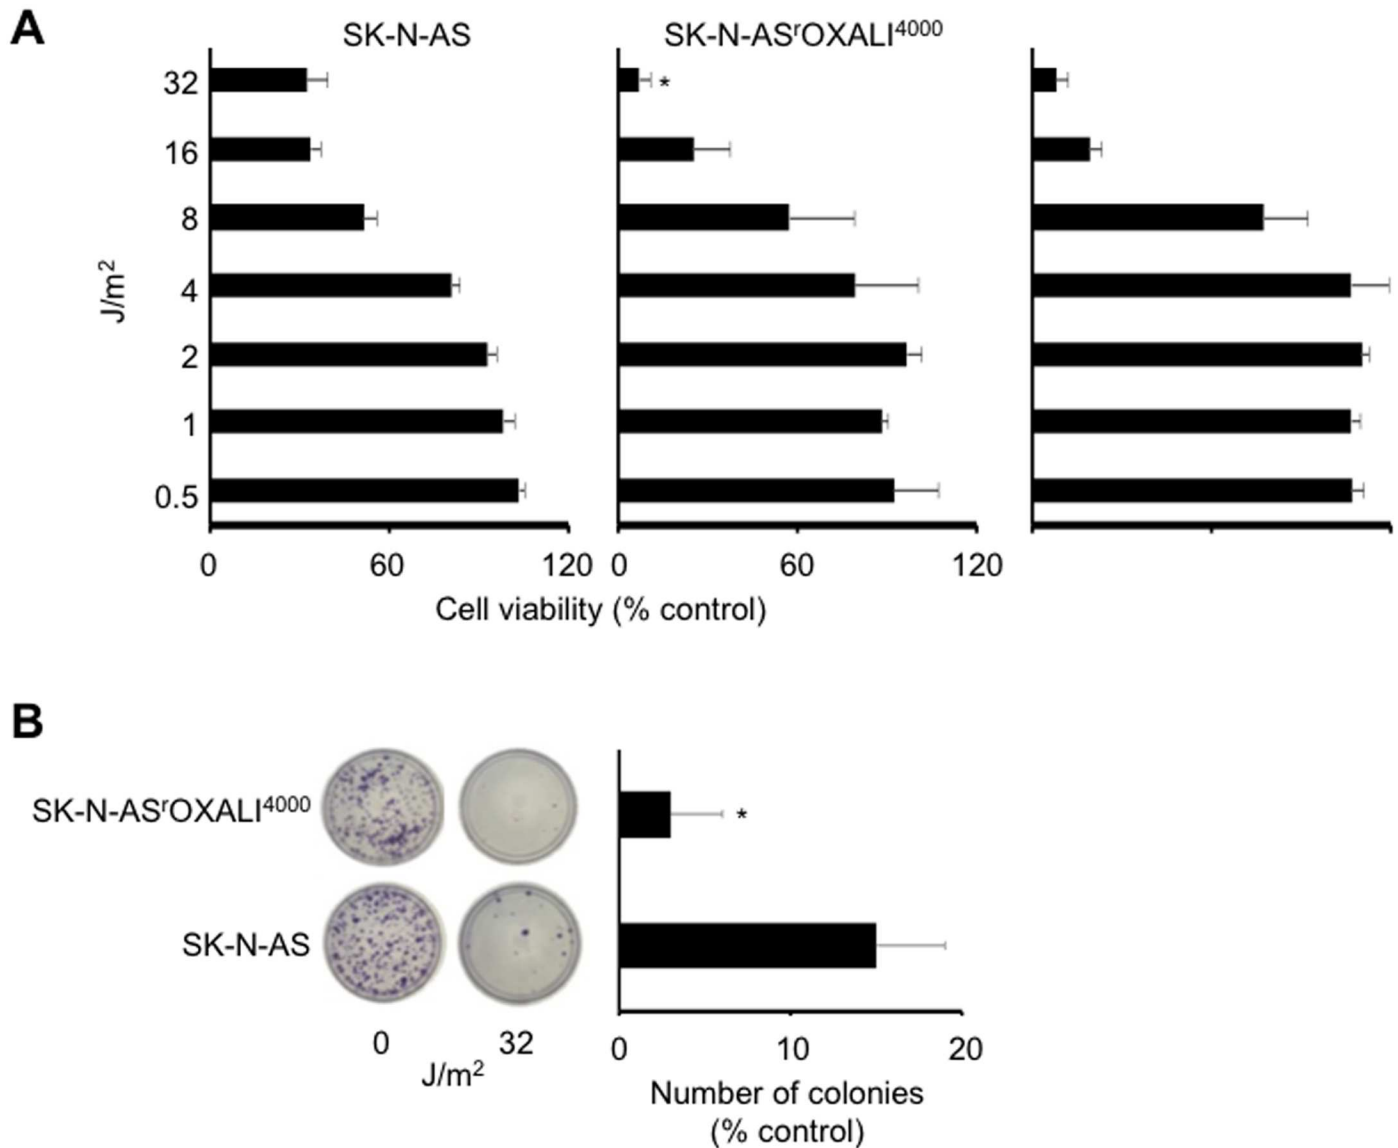 A
SK-N-AS
SK-N-ASʳOXALI⁴⁰⁰⁰
32
*
16
8
4
2
1
0.5
J/m²
0 60 120 0 60 120
Cell viability (% control)
B
SK-N-ASʳOXALI⁴⁰⁰⁰
*
SK-N-AS
0 32
J/m²
0 10 20
Number of colonies
(% control)